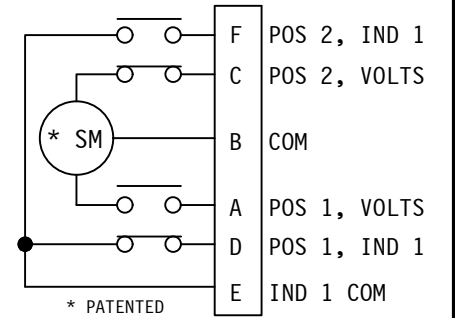 F POS 2, IND 1
C POS 2, VOLTS
* SM B COM
A POS 1, VOLTS
D POS 1, IND 1
E IND 1 COM
* PATENTED